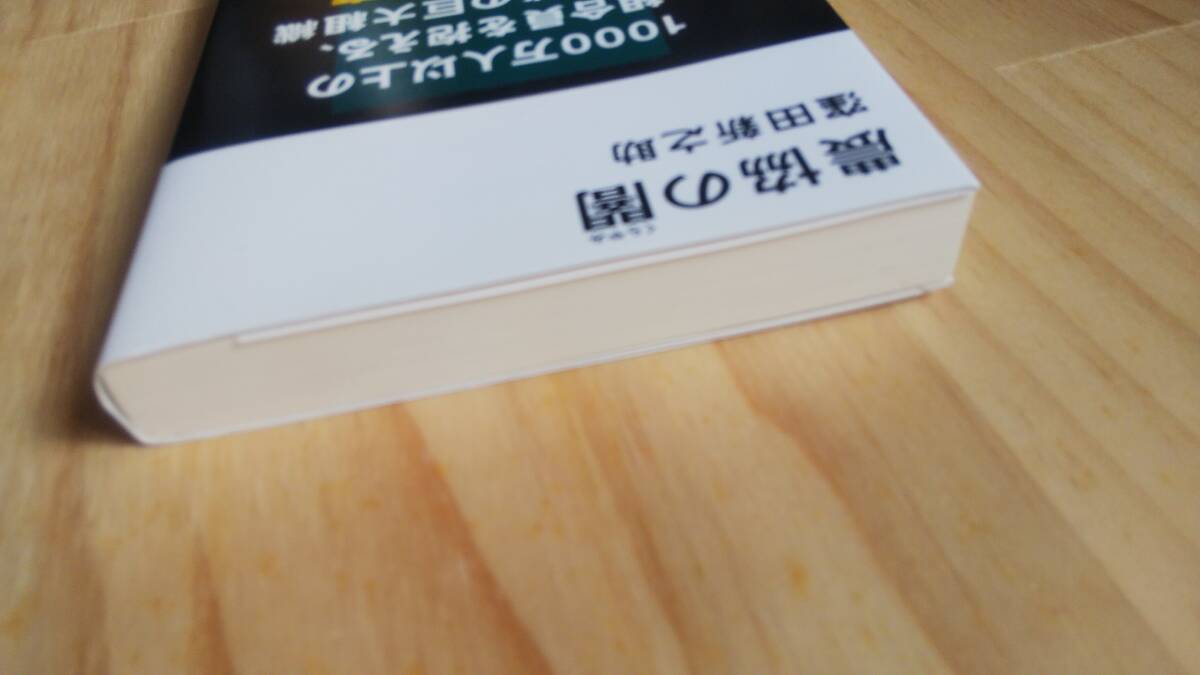 農協の闇
くらやみ
窪田新之助
1000万人以上の
組合員を抱える、
の巨大組織